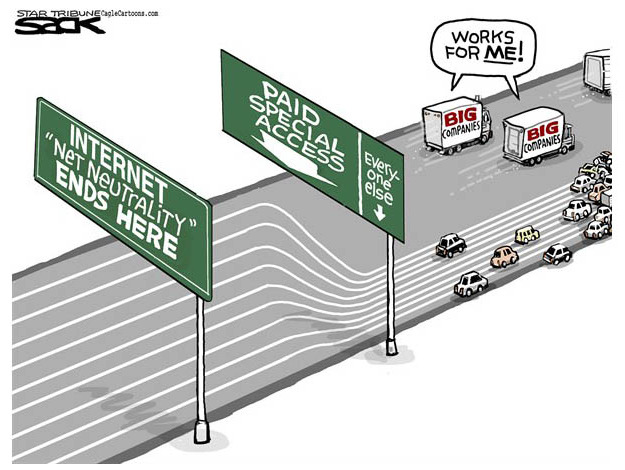 STAR TRIBUNE CagleCartoons.com
SACK
WORKS
FOR ME!
BIG
COMPANIES
BIG
COMPANIES
PAID
SPECIAL
ACCESS
Every-
one
else
INTERNET
"NET NEUTRALITY"
ENDS HERE